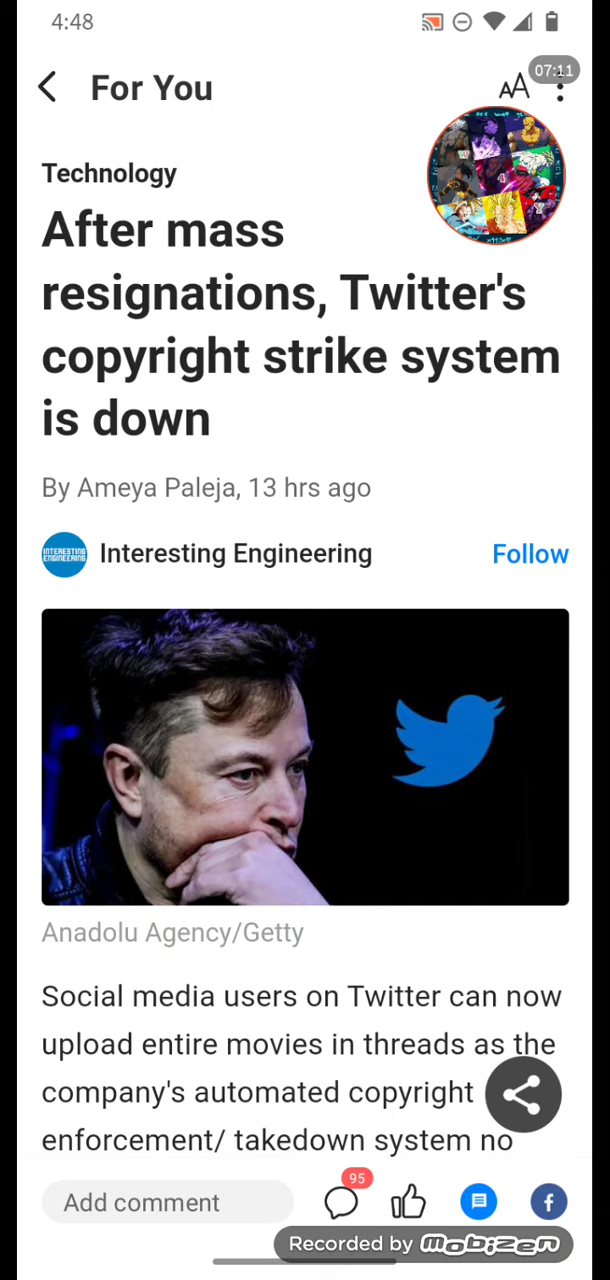 4:48
07:11
For You
AA
Technology
After mass
resignations, Twitter's
copyright strike system
is down
By Ameya Paleja, 13 hrs ago
INTERESTING
ENGINEERING
Interesting Engineering
Follow
Anadolu Agency/Getty
Social media users on Twitter can now
upload entire movies in threads as the
company's automated copyright
enforcement/ takedown system no
95
Add comment
f
Recorded by mobizen